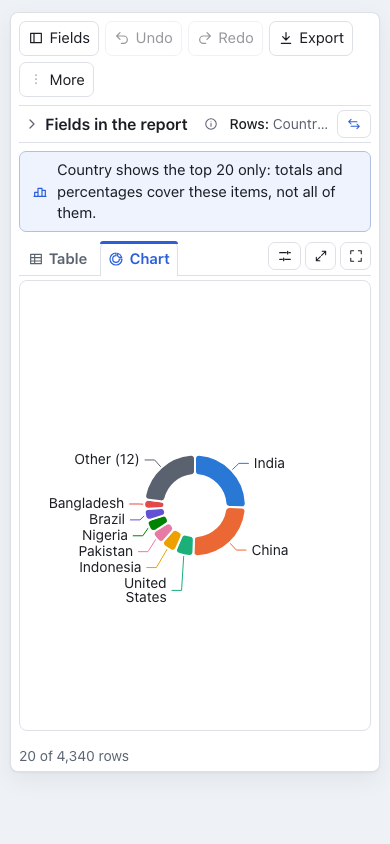 Fields
Undo
Redo
Export
More
Fields in the report
Rows: Countr...
Country shows the top 20 only: totals and
percentages cover these items, not all of
them.
Table
Chart
Other (12)
India
Bangladesh
Brazil
Nigeria
Pakistan
China
Indonesia
United
States
20 of 4,340 rows